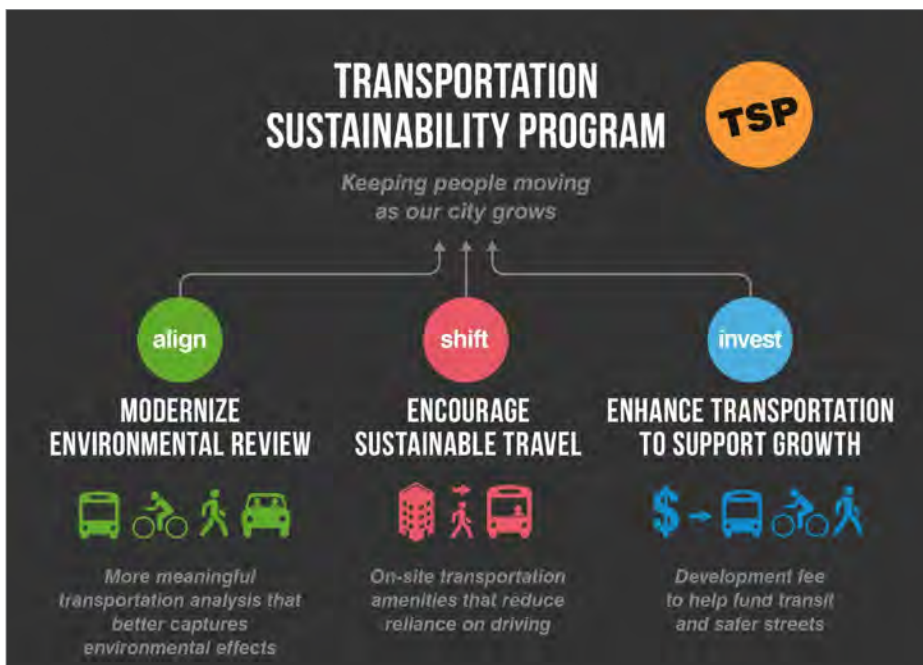 TRANSPORTATION
SUSTAINABILITY PROGRAM
TSP
Keeping people moving
as our city grows
align
MODERNIZE
ENVIRONMENTAL REVIEW
More meaningful
transportation analysis that
better captures
environmental effects
shift
ENCOURAGE
SUSTAINABLE TRAVEL
On-site transportation
amenities that reduce
reliance on driving
invest
ENHANCE TRANSPORTATION
TO SUPPORT GROWTH
$
Development fee
to help fund transit
and safer streets